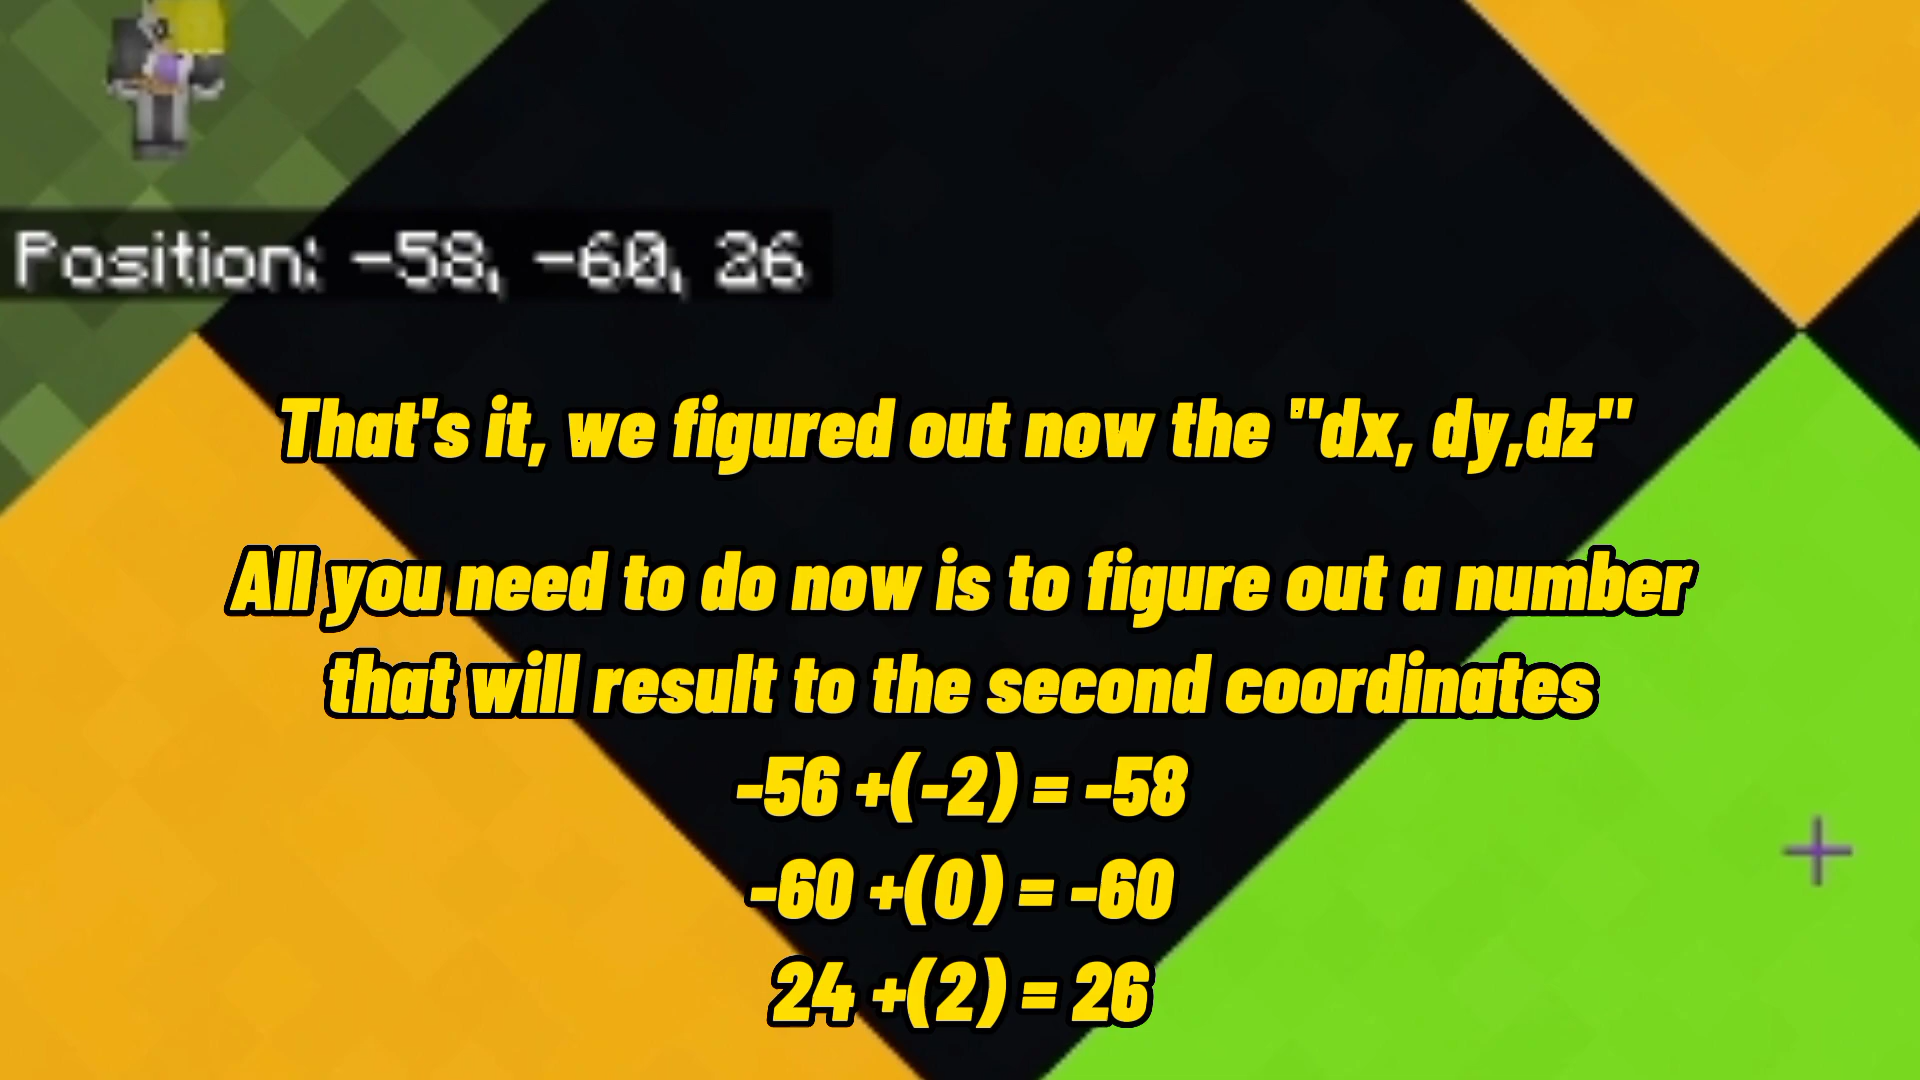 Position: -58, -60, 26
That's it, we figured out now the "dx, dy,dz"
All you need to do now is to figure out a number
that will result to the second coordinates
-56 +(-2) = -58
-60 +(0) = -60
24 +(2) = 26